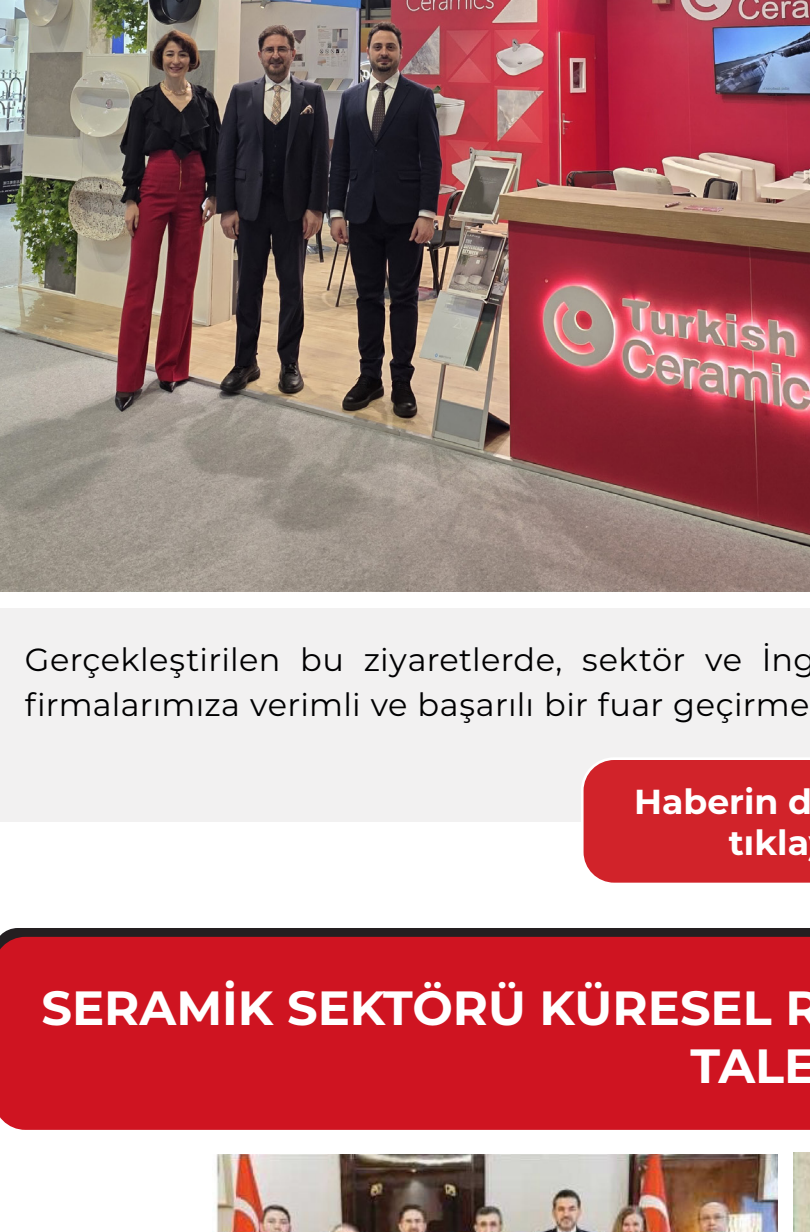 Ceramics
Cera
Turkish
Ceramic
Gerçekleştirilen bu ziyaretlerde, sektör ve İng
firmalarımıza verimli ve başarılı bir fuar geçirme
Haberin d
tıkla
SERAMİK SEKTÖRÜ KÜRESEL R
TALE